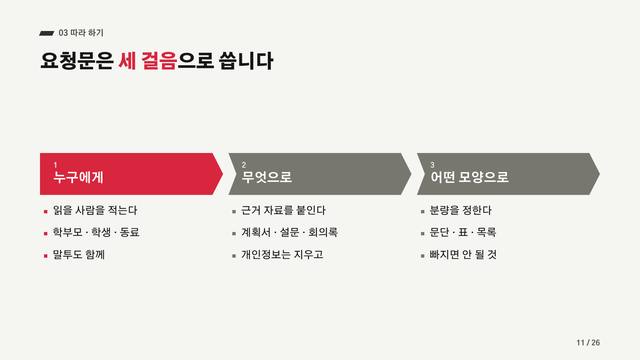 03 따라 하기
요청문은 세 걸음으로 씁니다
1
누구에게
읽을 사람을 적는다
학부모 · 학생 · 동료
말투도 함께
2
무엇으로
근거 자료를 붙인다
계획서 · 설문 · 회의록
개인정보는 지우고
3
어떤 모양으로
분량을 정한다
문단 · 표 · 목록
빠지면 안 될 것
11 / 26